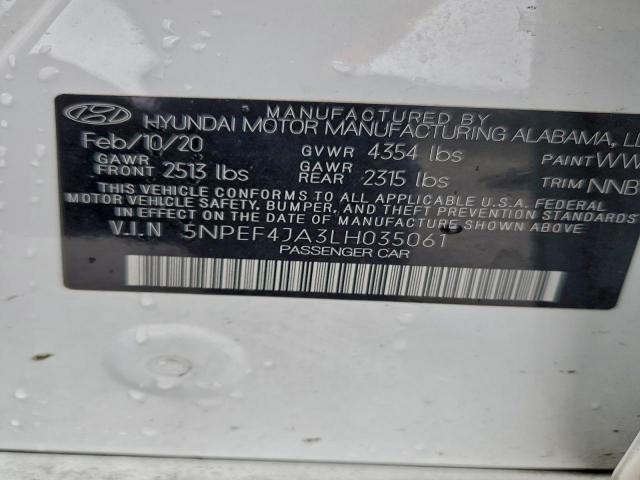 MANUFACTURED BY
HYUNDAI MOTOR MANUFACTURING ALABAMA, LL
Feb/10/20 GVWR 4354 lbs PAINT WW
GAWR FRONT 2513 lbs GAWR REAR 2315 lbs TRIM NNB
THIS VEHICLE CONFORMS TO ALL APPLICABLE U.S.A. FEDERAL
MOTOR VEHICLE SAFETY, BUMPER, AND THEFT PREVENTION STANDARDS
IN EFFECT ON THE DATE OF MANUFACTURE SHOWN ABOVE.
V.I.N 5NPEF4JA3LH035061
PASSENGER CAR